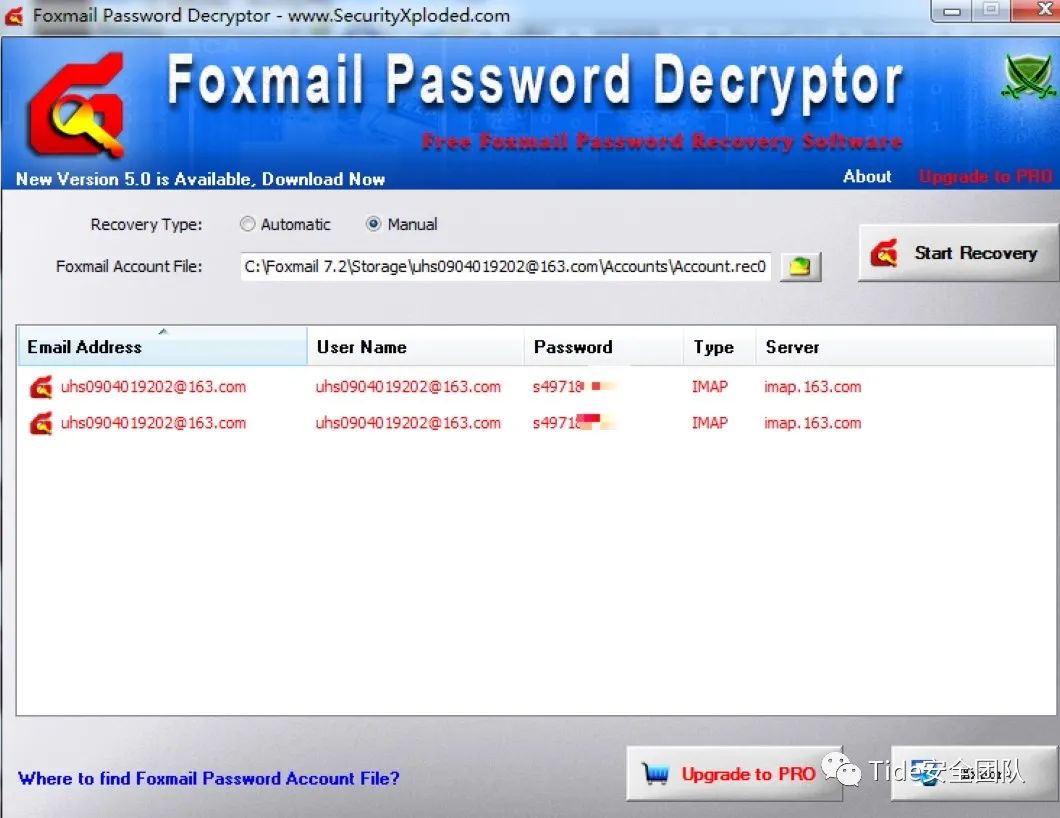 Foxmail Password Decryptor - www.SecurityXploded.com
Foxmail Password Decryptor
Free Foxmail Password Recovery Software
New Version 5.0 is Available, Download Now
About Upgrade to PRO
Recovery Type: Automatic Manual
Foxmail Account File: C:\Foxmail 7.2\Storage\uhs0904019202@163.com\Accounts\Account.rec0
Start Recovery
Email Address User Name Password Type Server
uhs0904019202@163.com uhs0904019202@163.com s49718 IMAP imap.163.com
uhs0904019202@163.com uhs0904019202@163.com s4971 IMAP imap.163.com
Where to find Foxmail Password Account File?
Upgrade to PRO
Tide安全团队